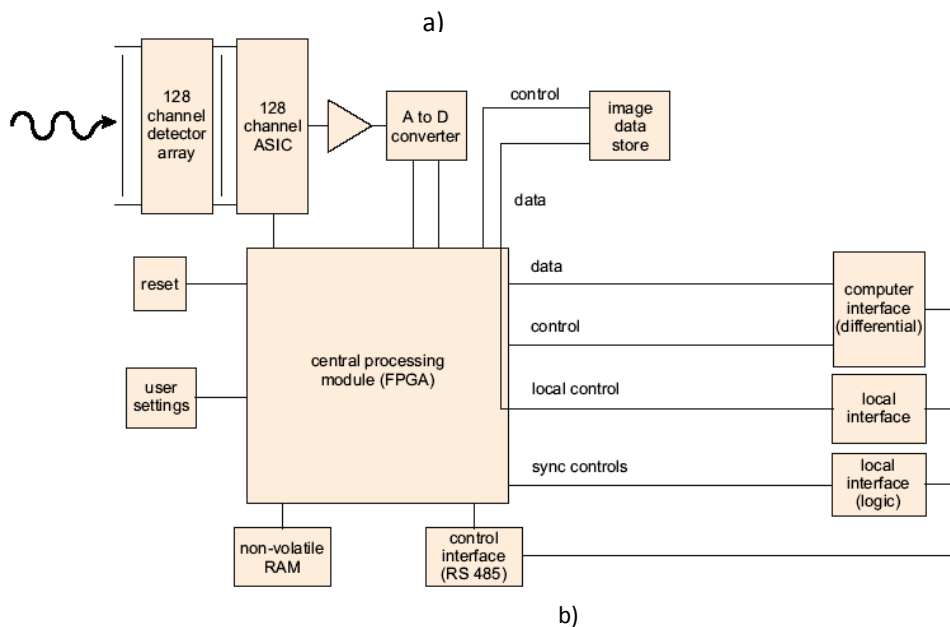 a)
128
channel
detector
array
128
channel
ASIC
A to D
converter
control
image
data
store
data
reset
data
computer
interface
(differential)
control
central processing
module (FPGA)
user
settings
local control
local
interface
sync controls
local
interface
(logic)
non-volatile
RAM
control
interface
(RS 485)
b)